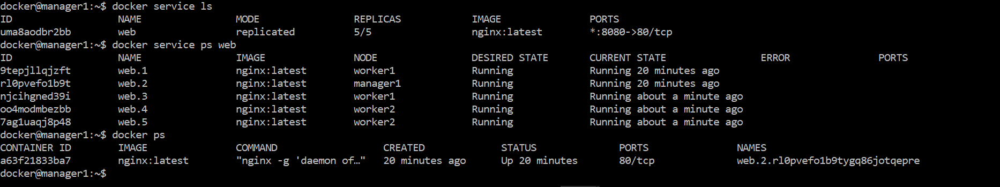 docker@manager1:~$ docker service ls
ID NAME MODE REPLICAS IMAGE PORTS
uma8aodbr2bb web replicated 5/5 nginx:latest *:8080->80/tcp
docker@manager1:~$ docker service ps web
ID NAME IMAGE NODE DESIRED STATE CURRENT STATE ERROR PORTS
9tepjllqjzft web.1 nginx:latest worker1 Running Running 20 minutes ago
rl0pvefo1b9t web.2 nginx:latest manager1 Running Running 20 minutes ago
njcihgned39i web.3 nginx:latest worker1 Running Running about a minute ago
oo4modmbezbb web.4 nginx:latest worker2 Running Running about a minute ago
7ag1uaqj8p48 web.5 nginx:latest worker2 Running Running about a minute ago
docker@manager1:~$ docker ps
CONTAINER ID IMAGE COMMAND CREATED STATUS PORTS NAMES
a63f21833ba7 nginx:latest "nginx -g 'daemon of…" 20 minutes ago Up 20 minutes 80/tcp web.2.rl0pvefo1b9tygq86jotqepre
docker@manager1:~$